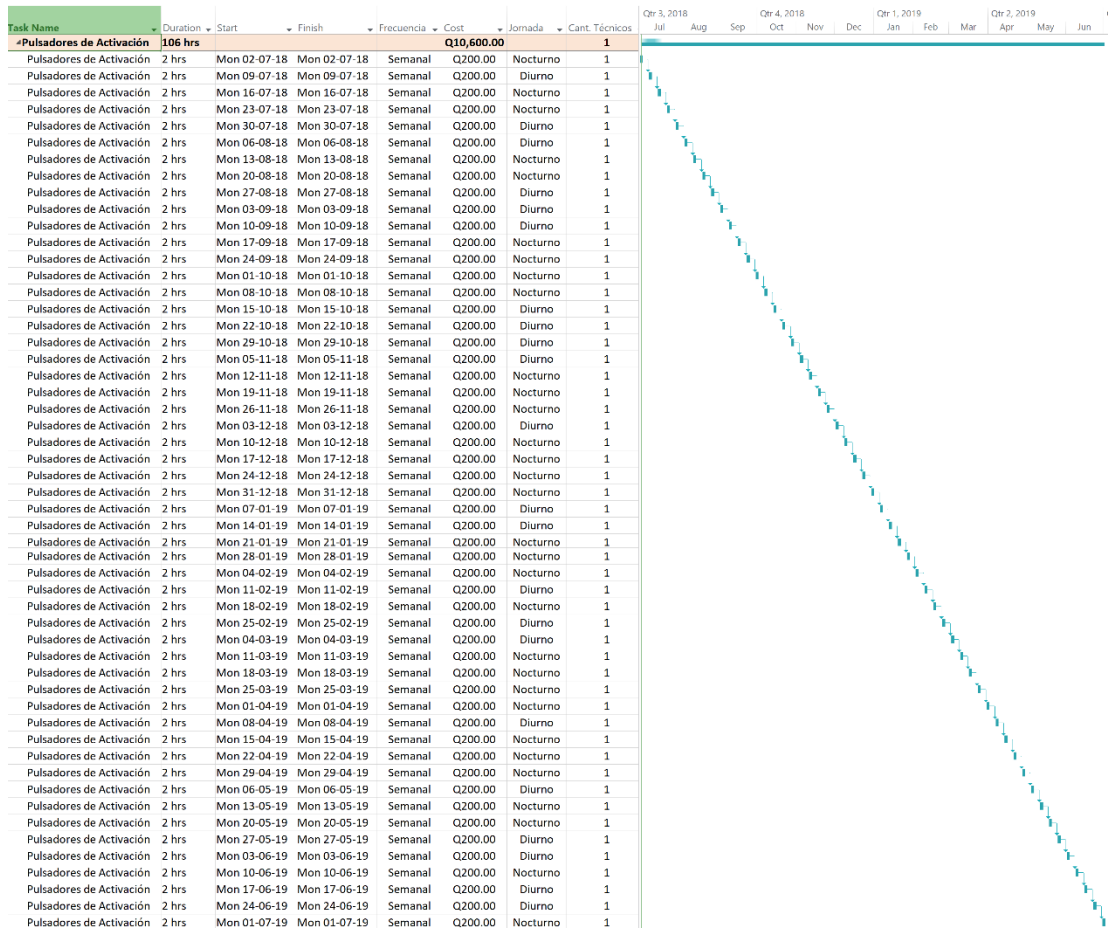 Qtr 3, 2018 Qtr 4, 2018 Qtr 1, 2019 Qtr 2, 2019
Task Name Duration Start Finish Frecuencia Cost Jornada Cant. Técnicos Jul Aug Sep Oct Nov Dec Jan Feb Mar Apr May Jun
Pulsadores de Activación 106 hrs Q10,600.00 1
Pulsadores de Activación 2 hrs Mon 02-07-18 Mon 02-07-18 Semanal Q200.00 Nocturno 1
Pulsadores de Activación 2 hrs Mon 09-07-18 Mon 09-07-18 Semanal Q200.00 Diurno 1
Pulsadores de Activación 2 hrs Mon 16-07-18 Mon 16-07-18 Semanal Q200.00 Nocturno 1
Pulsadores de Activación 2 hrs Mon 23-07-18 Mon 23-07-18 Semanal Q200.00 Nocturno 1
Pulsadores de Activación 2 hrs Mon 30-07-18 Mon 30-07-18 Semanal Q200.00 Diurno 1
Pulsadores de Activación 2 hrs Mon 06-08-18 Mon 06-08-18 Semanal Q200.00 Diurno 1
Pulsadores de Activación 2 hrs Mon 13-08-18 Mon 13-08-18 Semanal Q200.00 Nocturno 1
Pulsadores de Activación 2 hrs Mon 20-08-18 Mon 20-08-18 Semanal Q200.00 Nocturno 1
Pulsadores de Activación 2 hrs Mon 27-08-18 Mon 27-08-18 Semanal Q200.00 Diurno 1
Pulsadores de Activación 2 hrs Mon 03-09-18 Mon 03-09-18 Semanal Q200.00 Diurno 1
Pulsadores de Activación 2 hrs Mon 10-09-18 Mon 10-09-18 Semanal Q200.00 Diurno 1
Pulsadores de Activación 2 hrs Mon 17-09-18 Mon 17-09-18 Semanal Q200.00 Nocturno 1
Pulsadores de Activación 2 hrs Mon 24-09-18 Mon 24-09-18 Semanal Q200.00 Nocturno 1
Pulsadores de Activación 2 hrs Mon 01-10-18 Mon 01-10-18 Semanal Q200.00 Nocturno 1
Pulsadores de Activación 2 hrs Mon 08-10-18 Mon 08-10-18 Semanal Q200.00 Nocturno 1
Pulsadores de Activación 2 hrs Mon 15-10-18 Mon 15-10-18 Semanal Q200.00 Diurno 1
Pulsadores de Activación 2 hrs Mon 22-10-18 Mon 22-10-18 Semanal Q200.00 Diurno 1
Pulsadores de Activación 2 hrs Mon 29-10-18 Mon 29-10-18 Semanal Q200.00 Diurno 1
Pulsadores de Activación 2 hrs Mon 05-11-18 Mon 05-11-18 Semanal Q200.00 Diurno 1
Pulsadores de Activación 2 hrs Mon 12-11-18 Mon 12-11-18 Semanal Q200.00 Nocturno 1
Pulsadores de Activación 2 hrs Mon 19-11-18 Mon 19-11-18 Semanal Q200.00 Nocturno 1
Pulsadores de Activación 2 hrs Mon 26-11-18 Mon 26-11-18 Semanal Q200.00 Nocturno 1
Pulsadores de Activación 2 hrs Mon 03-12-18 Mon 03-12-18 Semanal Q200.00 Diurno 1
Pulsadores de Activación 2 hrs Mon 10-12-18 Mon 10-12-18 Semanal Q200.00 Nocturno 1
Pulsadores de Activación 2 hrs Mon 17-12-18 Mon 17-12-18 Semanal Q200.00 Nocturno 1
Pulsadores de Activación 2 hrs Mon 24-12-18 Mon 24-12-18 Semanal Q200.00 Nocturno 1
Pulsadores de Activación 2 hrs Mon 31-12-18 Mon 31-12-18 Semanal Q200.00 Nocturno 1
Pulsadores de Activación 2 hrs Mon 07-01-19 Mon 07-01-19 Semanal Q200.00 Diurno 1
Pulsadores de Activación 2 hrs Mon 14-01-19 Mon 14-01-19 Semanal Q200.00 Diurno 1
Pulsadores de Activación 2 hrs Mon 21-01-19 Mon 21-01-19 Semanal Q200.00 Nocturno 1
Pulsadores de Activación 2 hrs Mon 28-01-19 Mon 28-01-19 Semanal Q200.00 Nocturno 1
Pulsadores de Activación 2 hrs Mon 04-02-19 Mon 04-02-19 Semanal Q200.00 Nocturno 1
Pulsadores de Activación 2 hrs Mon 11-02-19 Mon 11-02-19 Semanal Q200.00 Diurno 1
Pulsadores de Activación 2 hrs Mon 18-02-19 Mon 18-02-19 Semanal Q200.00 Nocturno 1
Pulsadores de Activación 2 hrs Mon 25-02-19 Mon 25-02-19 Semanal Q200.00 Diurno 1
Pulsadores de Activación 2 hrs Mon 04-03-19 Mon 04-03-19 Semanal Q200.00 Diurno 1
Pulsadores de Activación 2 hrs Mon 11-03-19 Mon 11-03-19 Semanal Q200.00 Nocturno 1
Pulsadores de Activación 2 hrs Mon 18-03-19 Mon 18-03-19 Semanal Q200.00 Nocturno 1
Pulsadores de Activación 2 hrs Mon 25-03-19 Mon 25-03-19 Semanal Q200.00 Nocturno 1
Pulsadores de Activación 2 hrs Mon 01-04-19 Mon 01-04-19 Semanal Q200.00 Nocturno 1
Pulsadores de Activación 2 hrs Mon 08-04-19 Mon 08-04-19 Semanal Q200.00 Diurno 1
Pulsadores de Activación 2 hrs Mon 15-04-19 Mon 15-04-19 Semanal Q200.00 Nocturno 1
Pulsadores de Activación 2 hrs Mon 22-04-19 Mon 22-04-19 Semanal Q200.00 Nocturno 1
Pulsadores de Activación 2 hrs Mon 29-04-19 Mon 29-04-19 Semanal Q200.00 Nocturno 1
Pulsadores de Activación 2 hrs Mon 06-05-19 Mon 06-05-19 Semanal Q200.00 Diurno 1
Pulsadores de Activación 2 hrs Mon 13-05-19 Mon 13-05-19 Semanal Q200.00 Nocturno 1
Pulsadores de Activación 2 hrs Mon 20-05-19 Mon 20-05-19 Semanal Q200.00 Nocturno 1
Pulsadores de Activación 2 hrs Mon 27-05-19 Mon 27-05-19 Semanal Q200.00 Diurno 1
Pulsadores de Activación 2 hrs Mon 03-06-19 Mon 03-06-19 Semanal Q200.00 Diurno 1
Pulsadores de Activación 2 hrs Mon 10-06-19 Mon 10-06-19 Semanal Q200.00 Nocturno 1
Pulsadores de Activación 2 hrs Mon 17-06-19 Mon 17-06-19 Semanal Q200.00 Diurno 1
Pulsadores de Activación 2 hrs Mon 24-06-19 Mon 24-06-19 Semanal Q200.00 Diurno 1
Pulsadores de Activación 2 hrs Mon 01-07-19 Mon 01-07-19 Semanal Q200.00 Nocturno 1